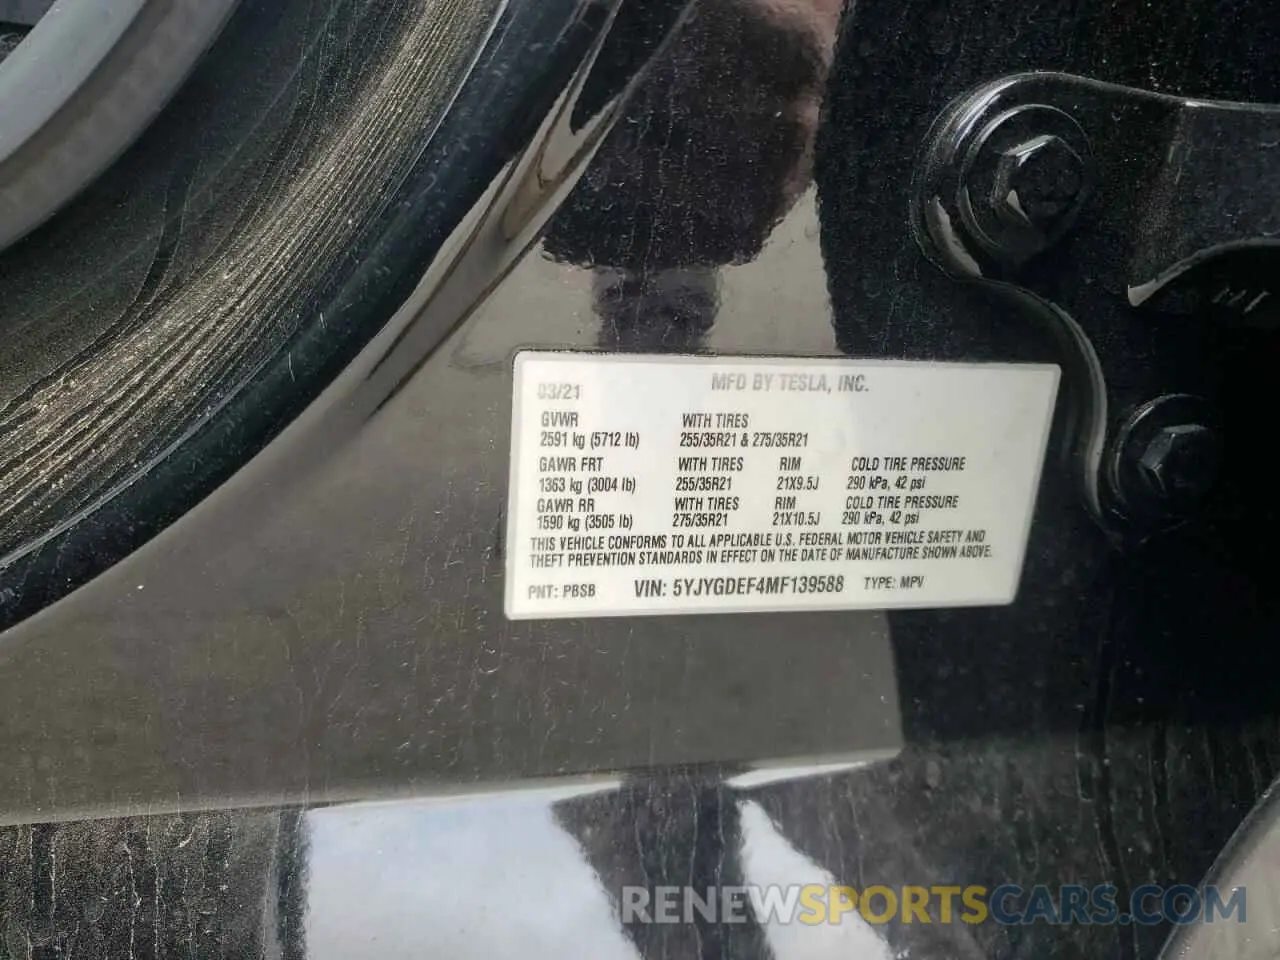 03/21 MFD BY TESLA, INC.
GVWR WITH TIRES
2591 kg (5712 lb) 255/35R21 & 275/35R21
GAWR FRT WITH TIRES RIM COLD TIRE PRESSURE
1363 kg (3004 lb) 255/35R21 21X9.5J 290 kPa, 42 psi
GAWR RR WITH TIRES RIM COLD TIRE PRESSURE
1590 kg (3505 lb) 275/35R21 21X10.5J 290 kPa, 42 psi
THIS VEHICLE CONFORMS TO ALL APPLICABLE U.S. FEDERAL MOTOR VEHICLE SAFETY AND
THEFT PREVENTION STANDARDS IN EFFECT ON THE DATE OF MANUFACTURE SHOWN ABOVE.
PNT: PBSB VIN: 5YJYGDEF4MF139588 TYPE: MPV
RENEWSPORTSCARS.COM